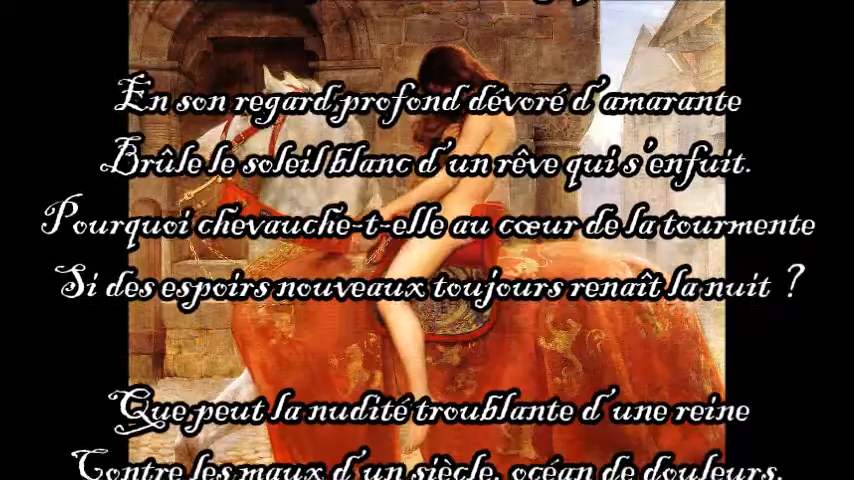 En son regard profond dévoré d'amarante
Brûle le soleil blanc d'un rêve qui s'enfuit.
Pourquoi chevauche-t-elle au cœur de la tourmente
Si des espoirs nouveaux toujours renaît la nuit ?
Que peut la nudité troublante d'une reine
Contre les maux d'un siècle, océan de douleurs,